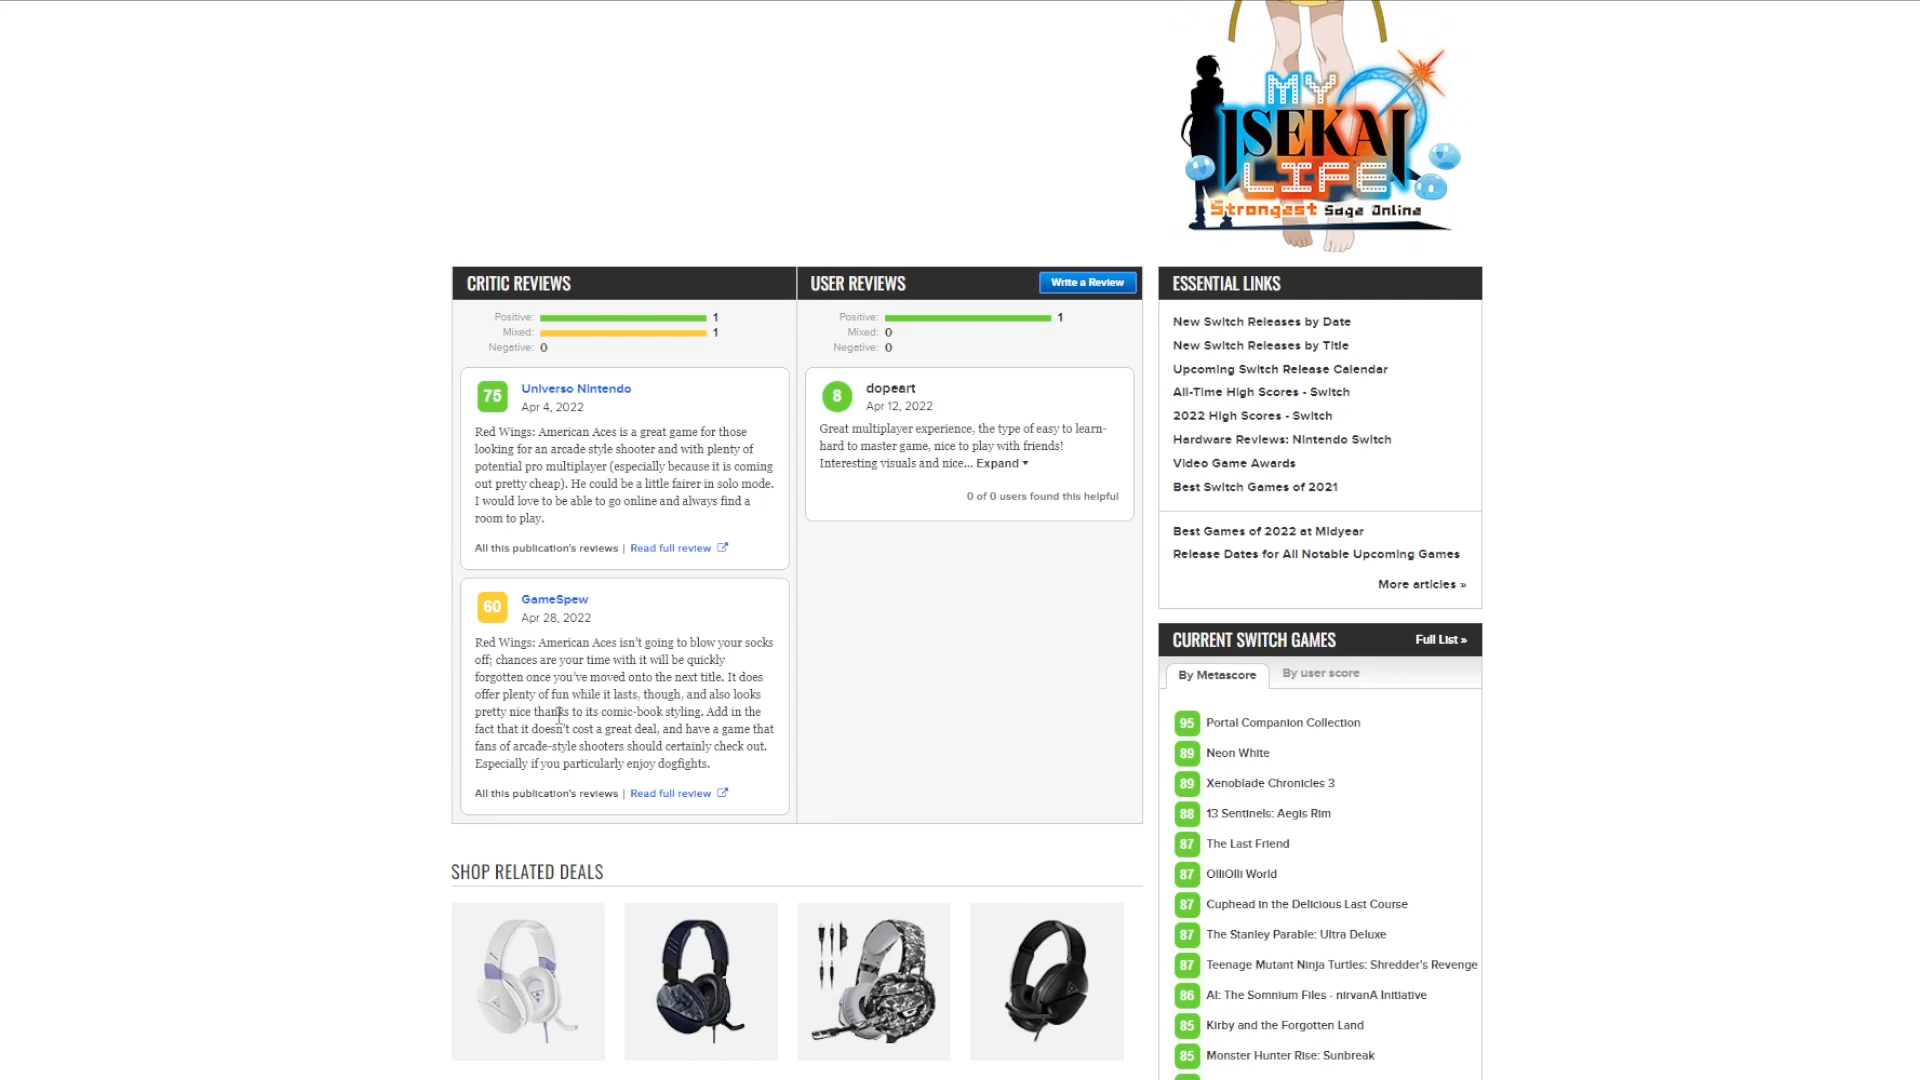 MY
ISEKAI
LIFE
Strongest Sage Online
CRITIC REVIEWS
Positive: 1
Mixed: 1
Negative: 0
75 Universo Nintendo
Apr 4, 2022
Red Wings: American Aces is a great game for those
looking for an arcade style shooter and with plenty of
potential pro multiplayer (especially because it is coming
out pretty cheap). He could be a little fairer in solo mode.
I would love to be able to go online and always find a
room to play.
All this publication's reviews | Read full review
60 GameSpew
Apr 28, 2022
Red Wings: American Aces isn't going to blow your socks
off; chances are your time with it will be quickly
forgotten once you've moved onto the next title. It does
offer plenty of fun while it lasts, though, and also looks
pretty nice thanks to its comic-book styling. Add in the
fact that it doesn't cost a great deal, and have a game that
fans of arcade-style shooters should certainly check out.
Especially if you particularly enjoy dogfights.
All this publication's reviews | Read full review
USER REVIEWS
Write a Review
Positive: 1
Mixed: 0
Negative: 0
8 dopeart
Apr 12, 2022
Great multiplayer experience, the type of easy to learn-
hard to master game, nice to play with friends!
Interesting visuals and nice... Expand
0 of 0 users found this helpful
SHOP RELATED DEALS
ESSENTIAL LINKS
New Switch Releases by Date
New Switch Releases by Title
Upcoming Switch Release Calendar
All-Time High Scores - Switch
2022 High Scores - Switch
Hardware Reviews: Nintendo Switch
Video Game Awards
Best Switch Games of 2021
Best Games of 2022 at Midyear
Release Dates for All Notable Upcoming Games
More articles »
CURRENT SWITCH GAMES Full List »
By Metascore By user score
95 Portal Companion Collection
89 Neon White
89 Xenoblade Chronicles 3
88 13 Sentinels: Aegis Rim
87 The Last Friend
87 OlliOlli World
87 Cuphead in the Delicious Last Course
87 The Stanley Parable: Ultra Deluxe
87 Teenage Mutant Ninja Turtles: Shredder's Revenge
86 AI: The Somnium Files - nirvanA Initiative
85 Kirby and the Forgotten Land
85 Monster Hunter Rise: Sunbreak